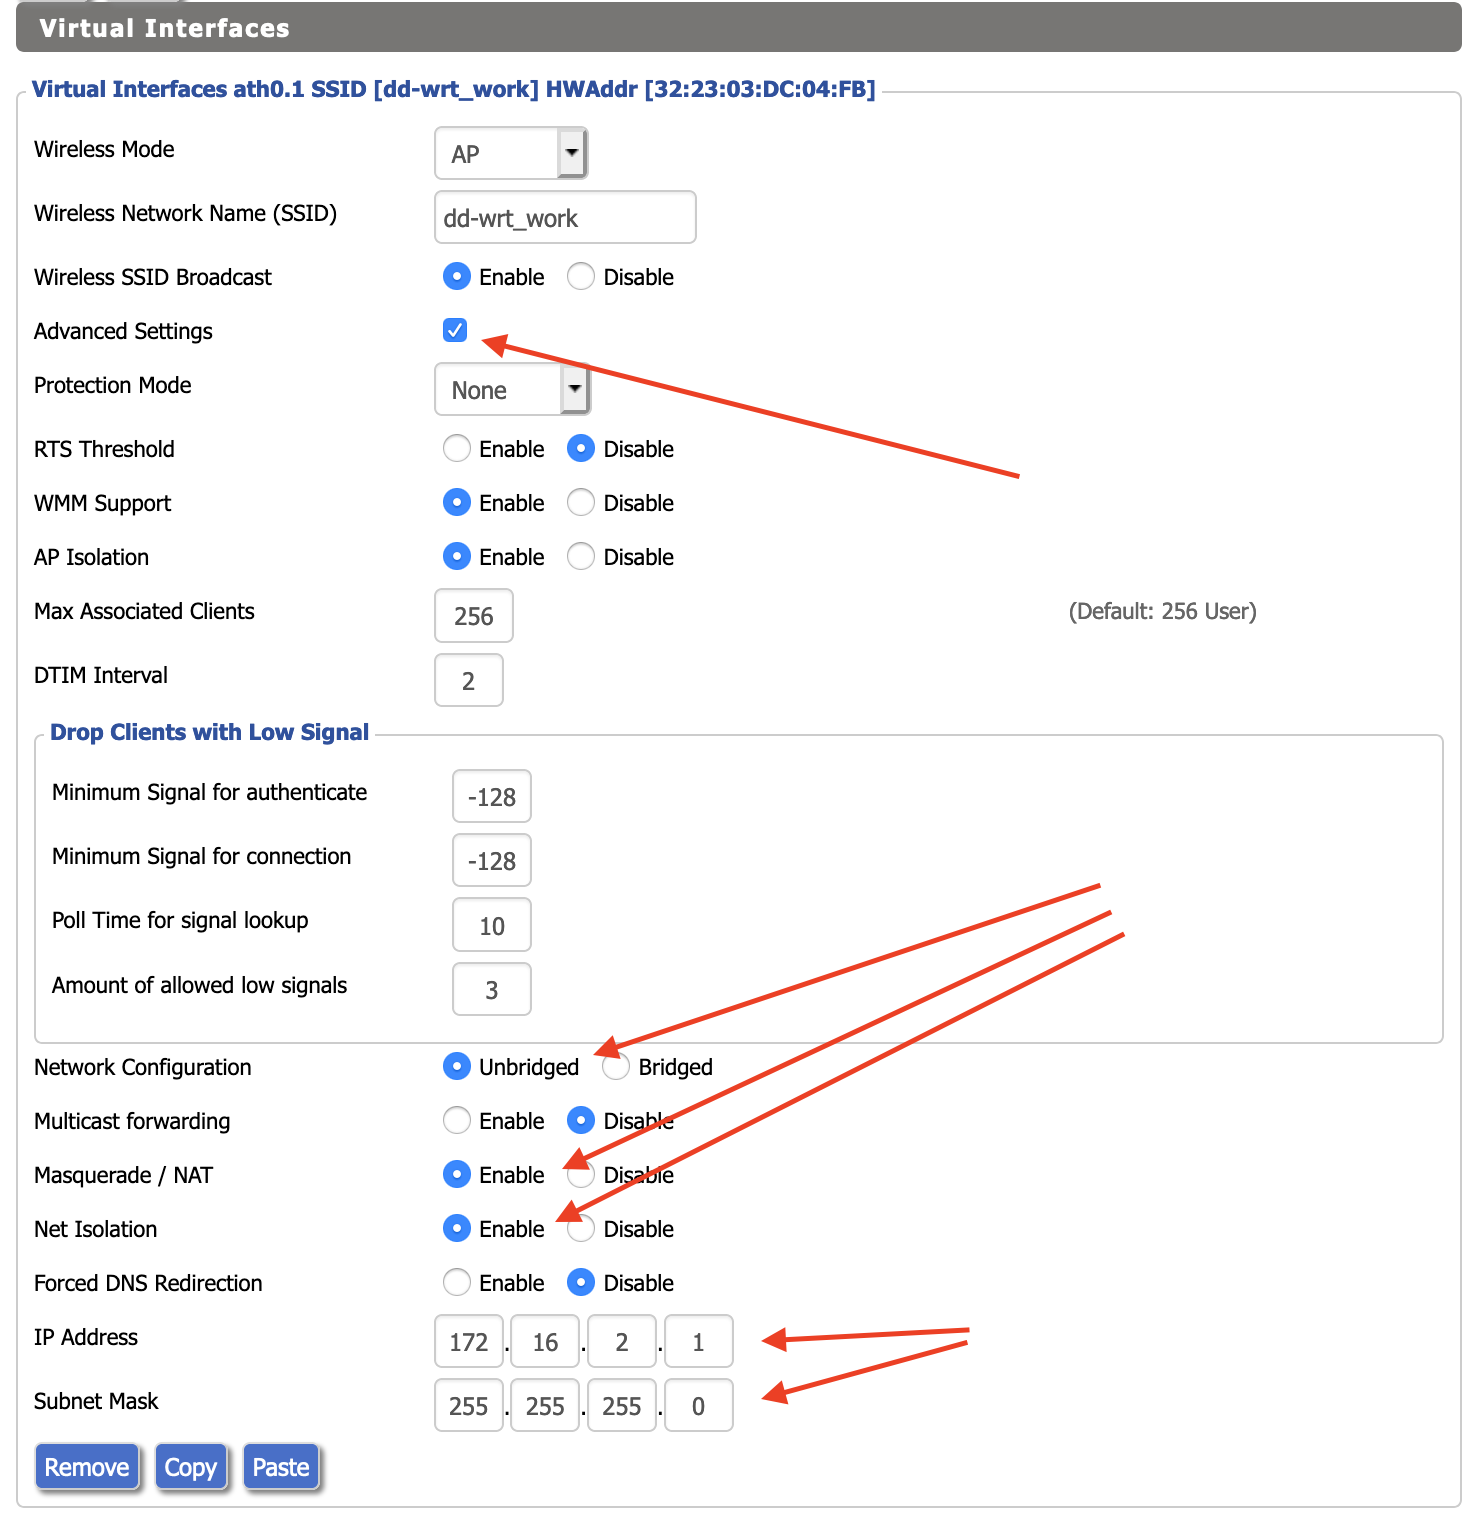 Virtual Interfaces
Virtual Interfaces ath0.1 SSID [dd-wrt_work] HWAddr [32:23:03:DC:04:FB]
Wireless Mode AP
Wireless Network Name (SSID) dd-wrt_work
Wireless SSID Broadcast Enable Disable
Advanced Settings
Protection Mode None
RTS Threshold Enable Disable
WMM Support Enable Disable
AP Isolation Enable Disable
Max Associated Clients 256 (Default: 256 User)
DTIM Interval 2
Drop Clients with Low Signal
Minimum Signal for authenticate -128
Minimum Signal for connection -128
Poll Time for signal lookup 10
Amount of allowed low signals 3
Network Configuration Unbridged Bridged
Multicast forwarding Enable Disable
Masquerade / NAT Enable Disable
Net Isolation Enable Disable
Forced DNS Redirection Enable Disable
IP Address 172 . 16 . 2 . 1
Subnet Mask 255 . 255 . 255 . 0
Remove Copy Paste